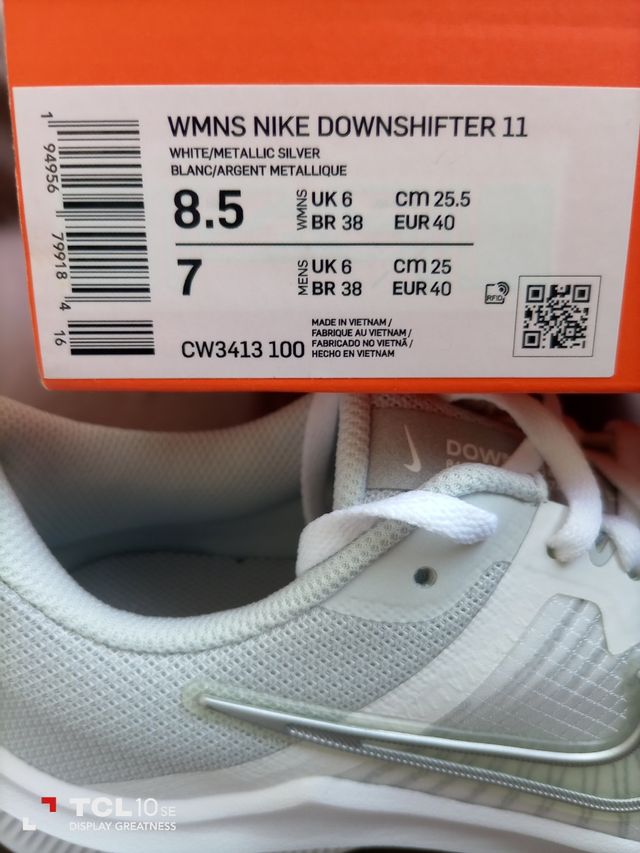 WMNS NIKE DOWNSHIFTER 11
WHITE/METALLIC SILVER
BLANC/ARGENT METALLIQUE
8.5 WMNS UK 6 cm 25.5
BR 38 EUR 40
7 MENS UK 6 cm 25
BR 38 EUR 40
RFID
CW3413 100
MADE IN VIETNAM /
FABRIQUE AU VIETNAM /
FABRICADO NO VIETNÃ /
HECHO EN VIETNAM
1 94956 79918 4 16
TCL 10 SE
DISPLAY GREATNESS